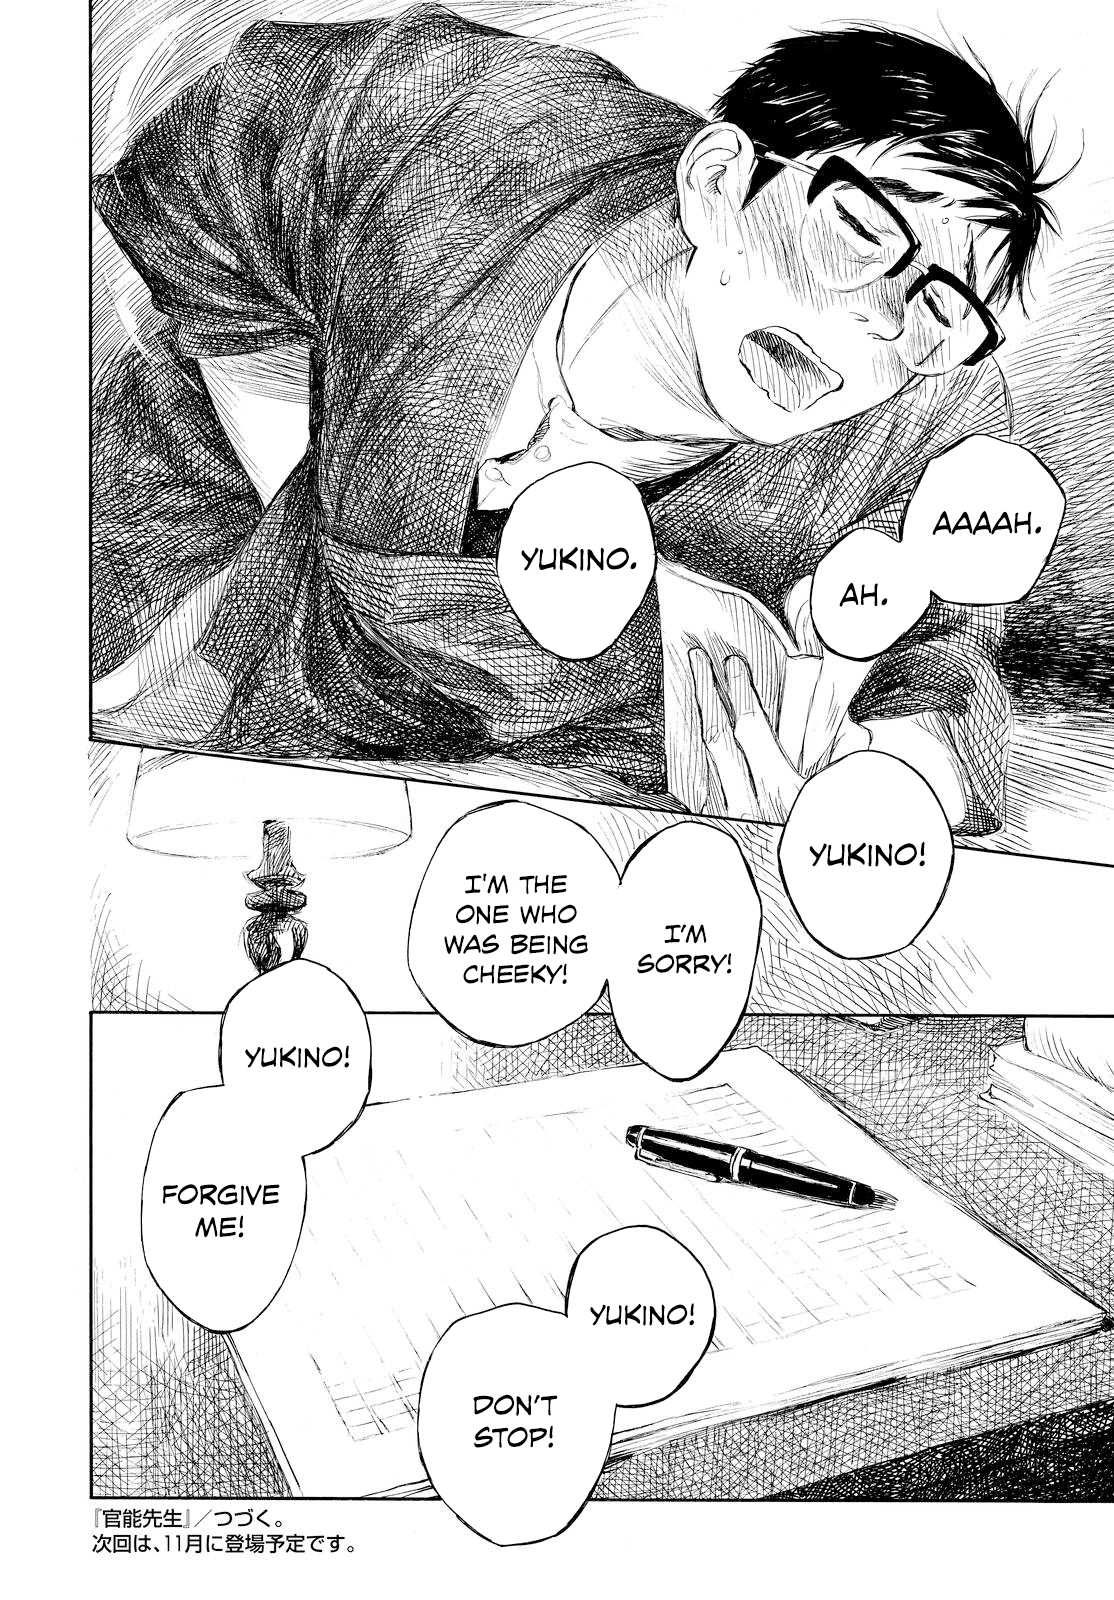 AAAAH.
AH.
YUKINO.
YUKINO!
I'M
SORRY!
I'M THE
ONE WHO
WAS BEING
CHEEKY!
YUKINO!
FORGIVE
ME!
YUKINO!
DON'T
STOP!
『官能先生』／つづく。
次回は、11月に登場予定です。